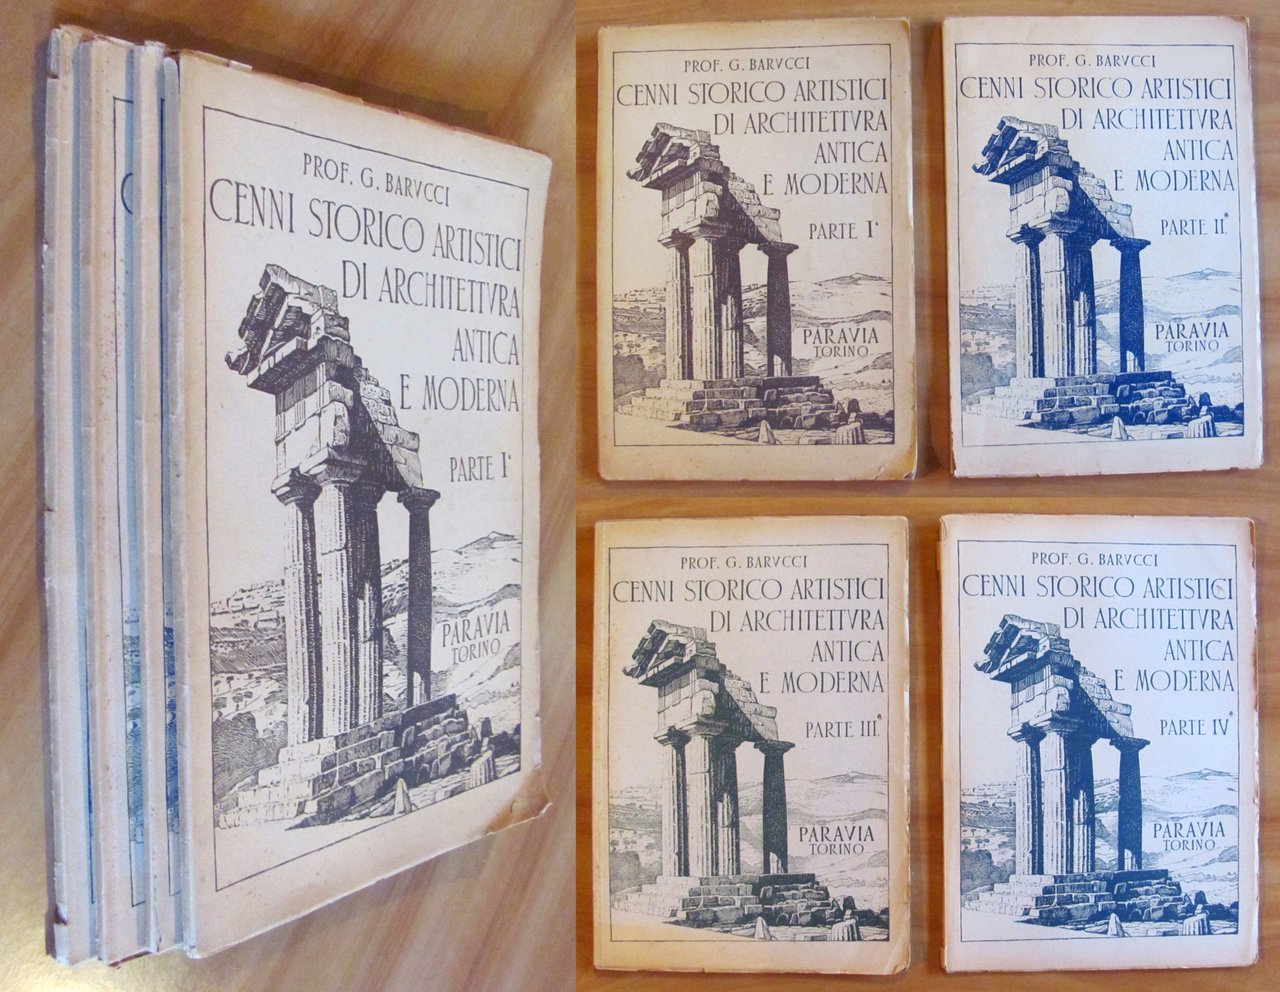 PROF. G. BARVCCI
CENNI STORICO ARTISTICI
DI ARCHITETTVRA
ANTICA
E MODERNA
PARTE I°
PARAVIA
TORINO
PROF. G. BARVCCI
CENNI STORICO ARTISTICI
DI ARCHITETTVRA
ANTICA
E MODERNA
PARTE I°
PARAVIA
TORINO
PROF. G. BARVCCI
CENNI STORICO ARTISTICI
DI ARCHITETTVRA
ANTICA
E MODERNA
PARTE II.ª
PARAVIA
TORINO
PROF. G. BARVCCI
CENNI STORICO ARTISTICI
DI ARCHITETTVRA
ANTICA
E MODERNA
PARTE III.ª
PARAVIA
TORINO
PROF. G. BARVCCI
CENNI STORICO ARTISTICI
DI ARCHITETTVRA
ANTICA
E MODERNA
PARTE IVª
PARAVIA
TORINO